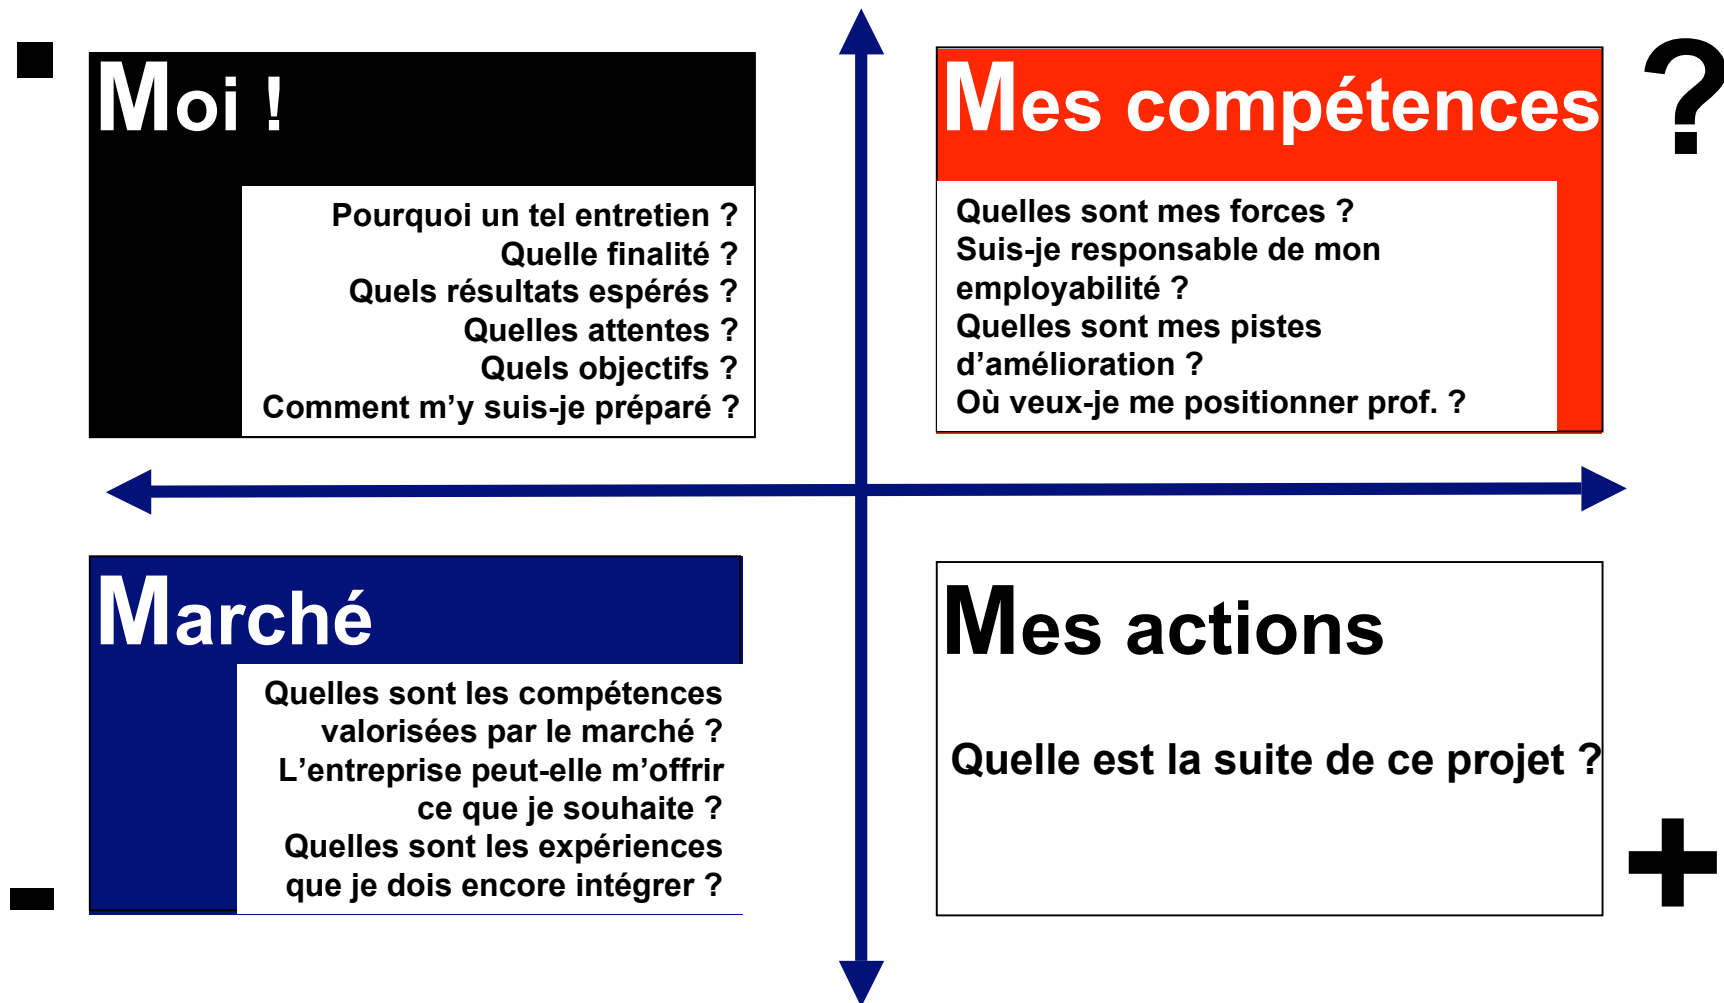 .
Moi !
Pourquoi un tel entretien ?
Quelle finalité ?
Quels résultats espérés ?
Quelles attentes ?
Quels objectifs ?
Comment m’y suis-je préparé ?
Mes compétences
?
Quelles sont mes forces ?
Suis-je responsable de mon
employabilité ?
Quelles sont mes pistes
d’amélioration ?
Où veux-je me positionner prof. ?
Marché
Quelles sont les compétences
valorisées par le marché ?
L’entreprise peut-elle m’offrir
ce que je souhaite ?
Quelles sont les expériences
que je dois encore intégrer ?
-
Mes actions
Quelle est la suite de ce projet ?
+